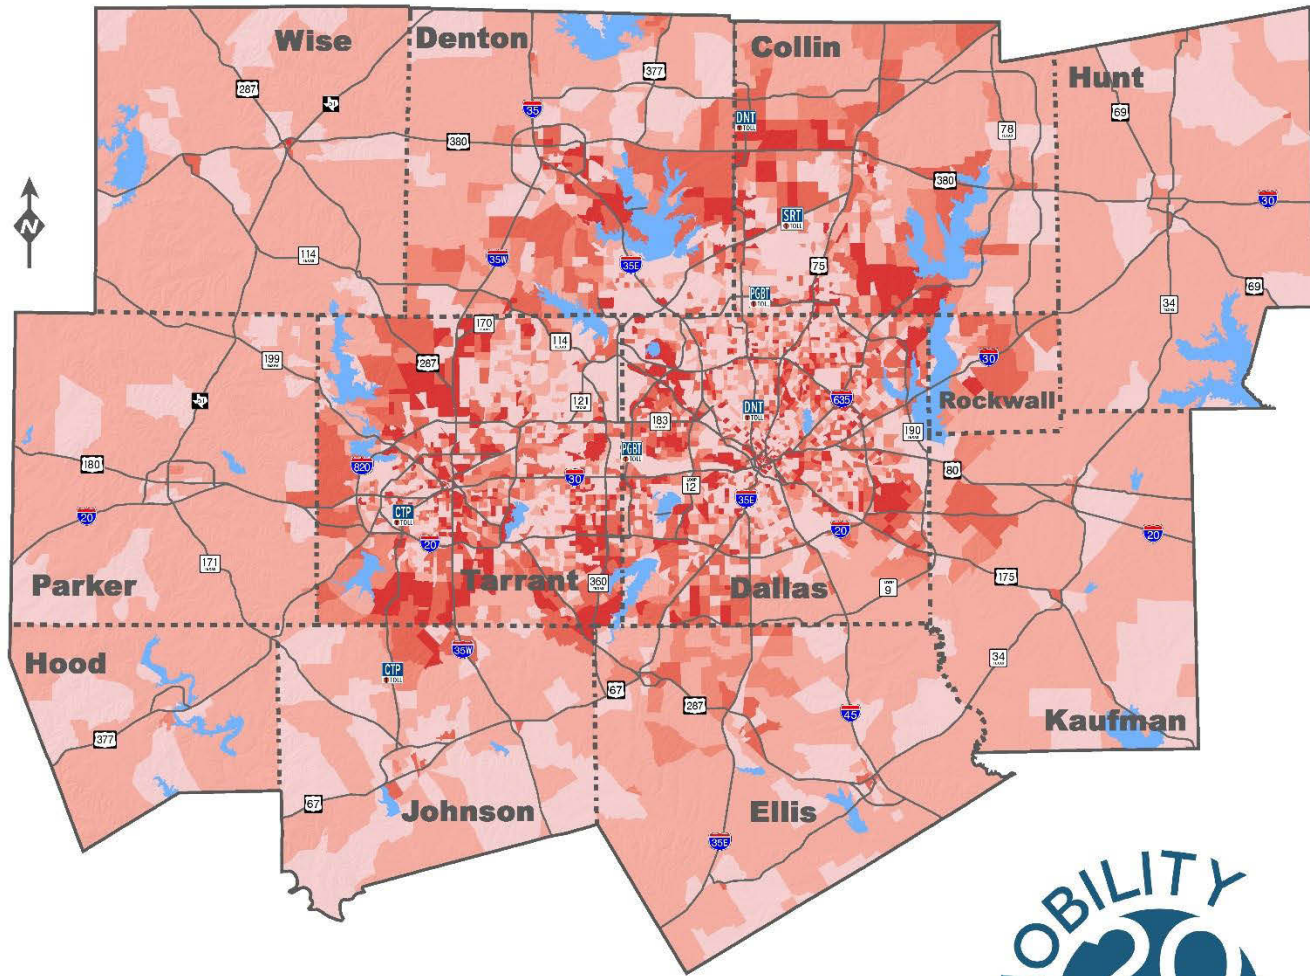 Wise
Denton
Collin
Hunt
377
287
35
DNT
TOLL
69
78
380
380
30
SRT
TOLL
114
35W
35E
75
69
PGBT
TOLL
34
170
114
199
287
30
121
635
Rockwall
183
DNT
TOLL
190
PGBT
TOLL
180
820
30
80
12
35E
CTP
TOLL
20
20
20
20
171
175
Parker
Tarrant
360
Dallas
9
Hood
35W
CTP
TOLL
34
67
287
45
Kaufman
377
67
Johnson
Ellis
35E
N
OBILITY